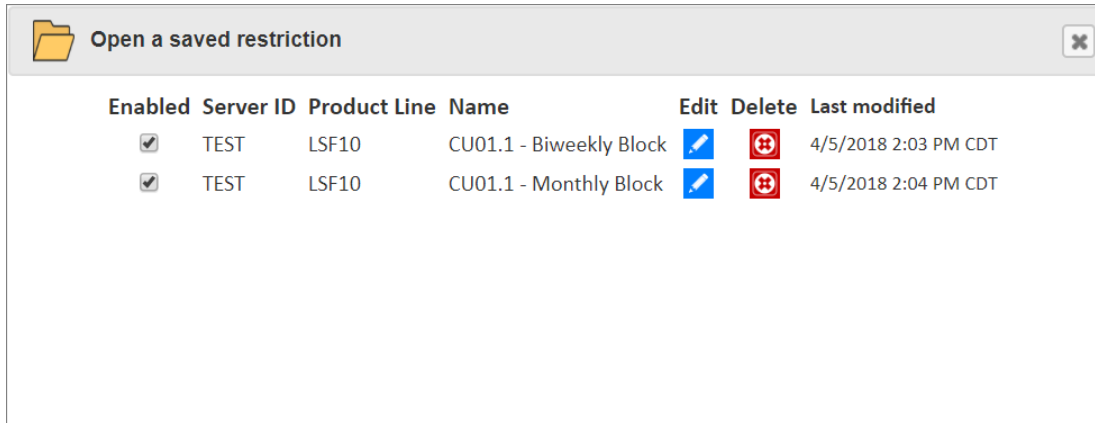 Open a saved restriction
Enabled Server ID Product Line Name Edit Delete Last modified
TEST LSF10 CU01.1 - Biweekly Block 4/5/2018 2:03 PM CDT
TEST LSF10 CU01.1 - Monthly Block 4/5/2018 2:04 PM CDT